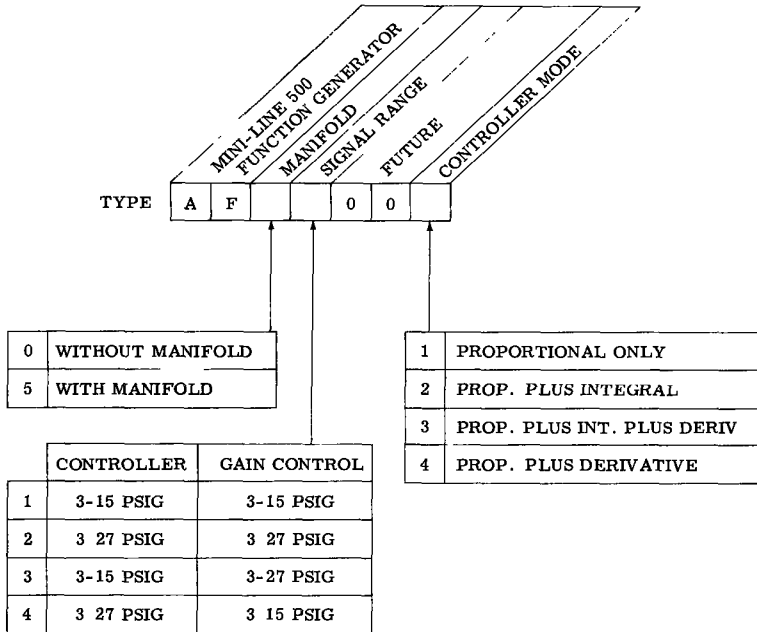 MINI-LINE 500
FUNCTION GENERATOR
MANIFOLD
SIGNAL RANGE
FUTURE
CONTROLLER MODE
TYPE A F 0 0
0 WITHOUT MANIFOLD
5 WITH MANIFOLD
1 PROPORTIONAL ONLY
2 PROP. PLUS INTEGRAL
3 PROP. PLUS INT. PLUS DERIV
4 PROP. PLUS DERIVATIVE
CONTROLLER GAIN CONTROL
1 3-15 PSIG 3-15 PSIG
2 3 27 PSIG 3 27 PSIG
3 3-15 PSIG 3-27 PSIG
4 3 27 PSIG 3 15 PSIG